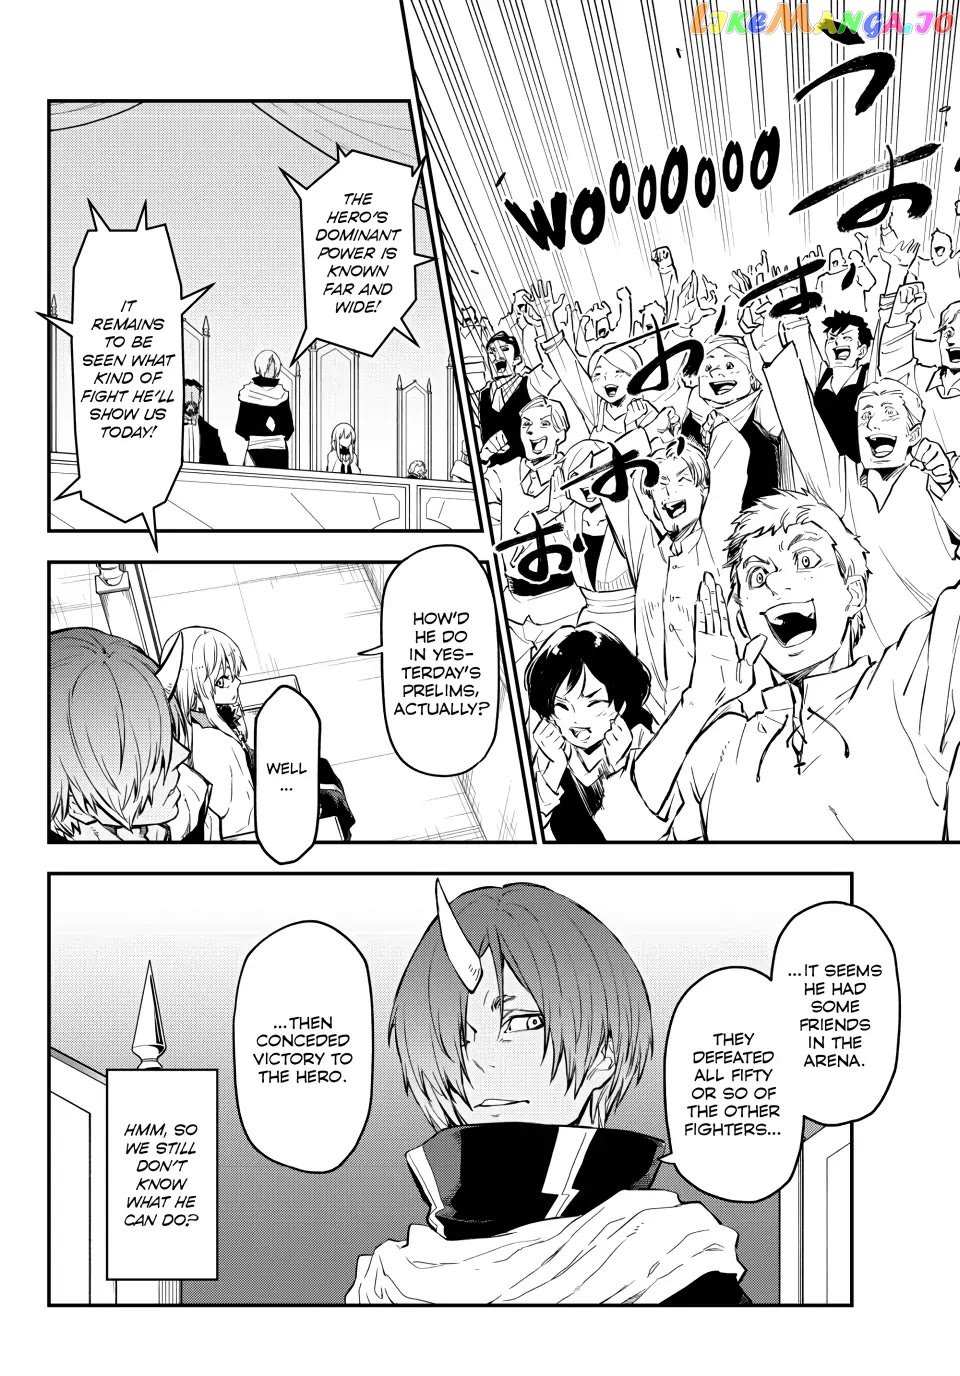 LIKEMANGA.IO
WOOOOOOOO
おおおおお
THE
HERO'S
DOMINANT
POWER IS
KNOWN
FAR AND
WIDE!
IT
REMAINS
TO BE
SEEN WHAT
KIND OF
FIGHT HE'LL
SHOW US
TODAY!
HOW'D
HE DO
IN YES-
TERDAY'S
PRELIMS,
ACTUALLY?
WELL
...
...IT SEEMS
HE HAD
SOME
FRIENDS
IN THE
ARENA.
THEY
DEFEATED
ALL FIFTY
OR SO OF
THE OTHER
FIGHTERS...
...THEN
CONCEDED
VICTORY TO
THE HERO.
HMM, SO
WE STILL
DON'T
KNOW
WHAT HE
CAN DO?